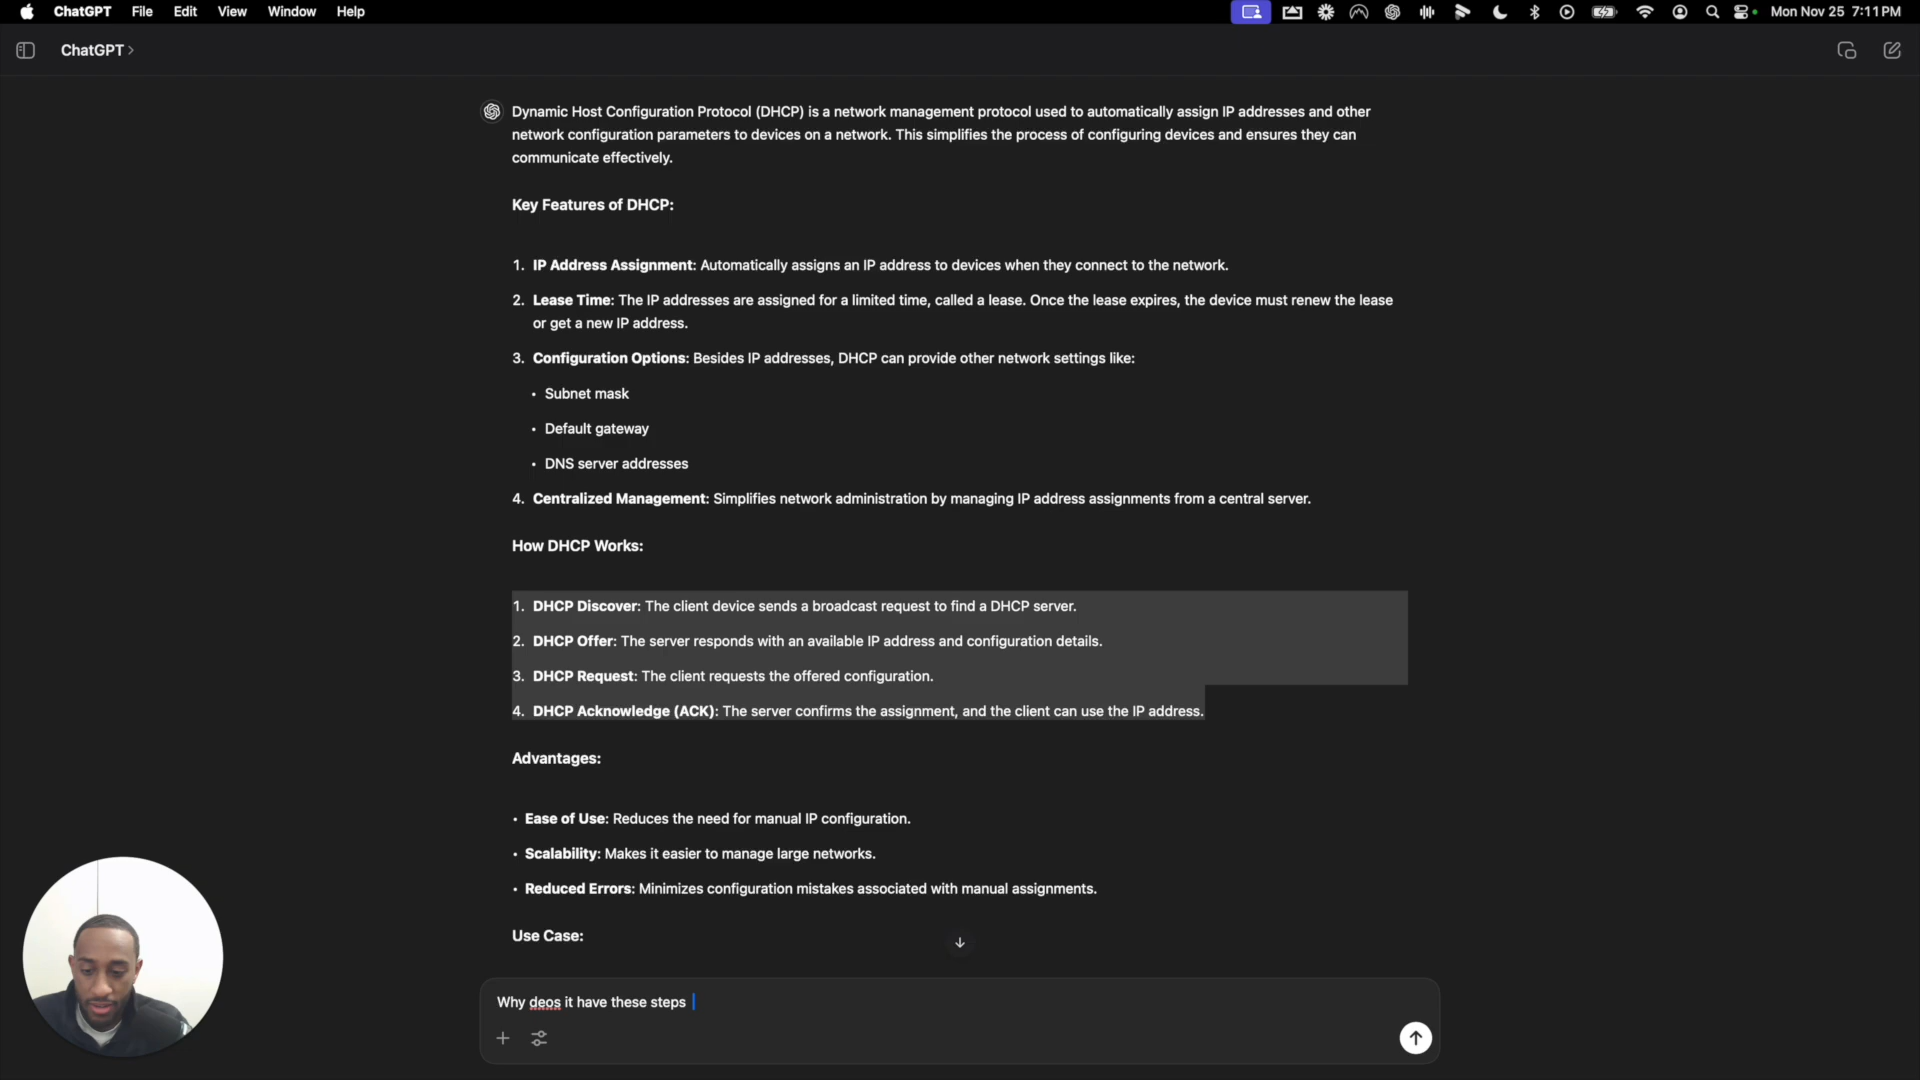 ChatGPT File Edit View Window Help Mon Nov 25 7:11 PM
ChatGPT
Dynamic Host Configuration Protocol (DHCP) is a network management protocol used to automatically assign IP addresses and other
network configuration parameters to devices on a network. This simplifies the process of configuring devices and ensures they can
communicate effectively.
Key Features of DHCP:
1. IP Address Assignment: Automatically assigns an IP address to devices when they connect to the network.
2. Lease Time: The IP addresses are assigned for a limited time, called a lease. Once the lease expires, the device must renew the lease
or get a new IP address.
3. Configuration Options: Besides IP addresses, DHCP can provide other network settings like:
• Subnet mask
• Default gateway
• DNS server addresses
4. Centralized Management: Simplifies network administration by managing IP address assignments from a central server.
How DHCP Works:
1. DHCP Discover: The client device sends a broadcast request to find a DHCP server.
2. DHCP Offer: The server responds with an available IP address and configuration details.
3. DHCP Request: The client requests the offered configuration.
4. DHCP Acknowledge (ACK): The server confirms the assignment, and the client can use the IP address.
Advantages:
• Ease of Use: Reduces the need for manual IP configuration.
• Scalability: Makes it easier to manage large networks.
• Reduced Errors: Minimizes configuration mistakes associated with manual assignments.
Use Case:
Why deos it have these steps